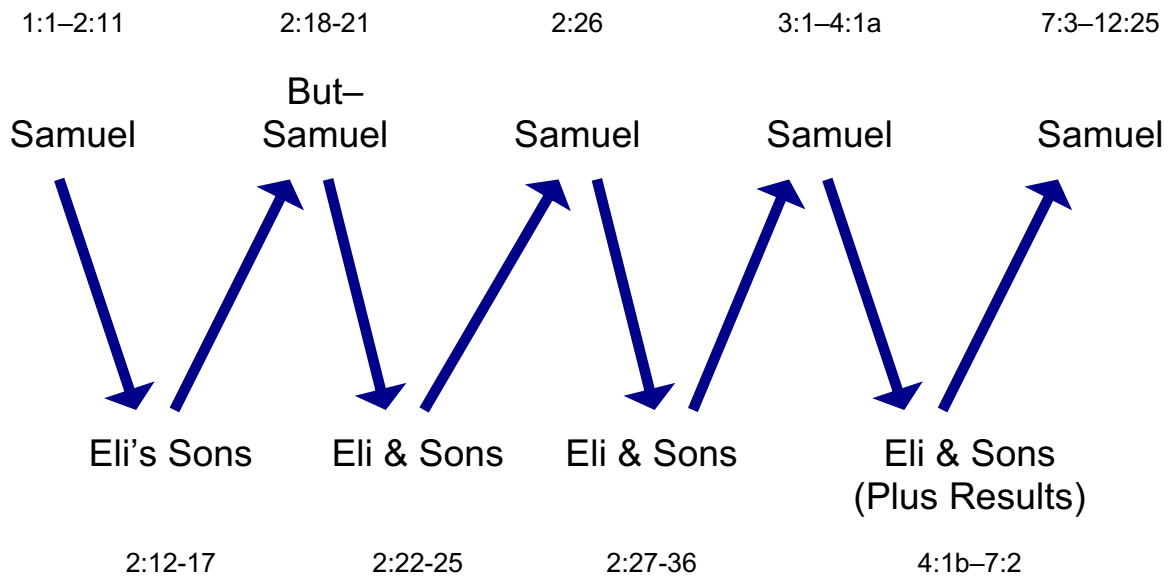 1:1–2:11 2:18-21 2:26 3:1–4:1a 7:3–12:25
But–
Samuel Samuel Samuel Samuel Samuel
Eli’s Sons Eli & Sons Eli & Sons Eli & Sons
(Plus Results)
2:12-17 2:22-25 2:27-36 4:1b–7:2